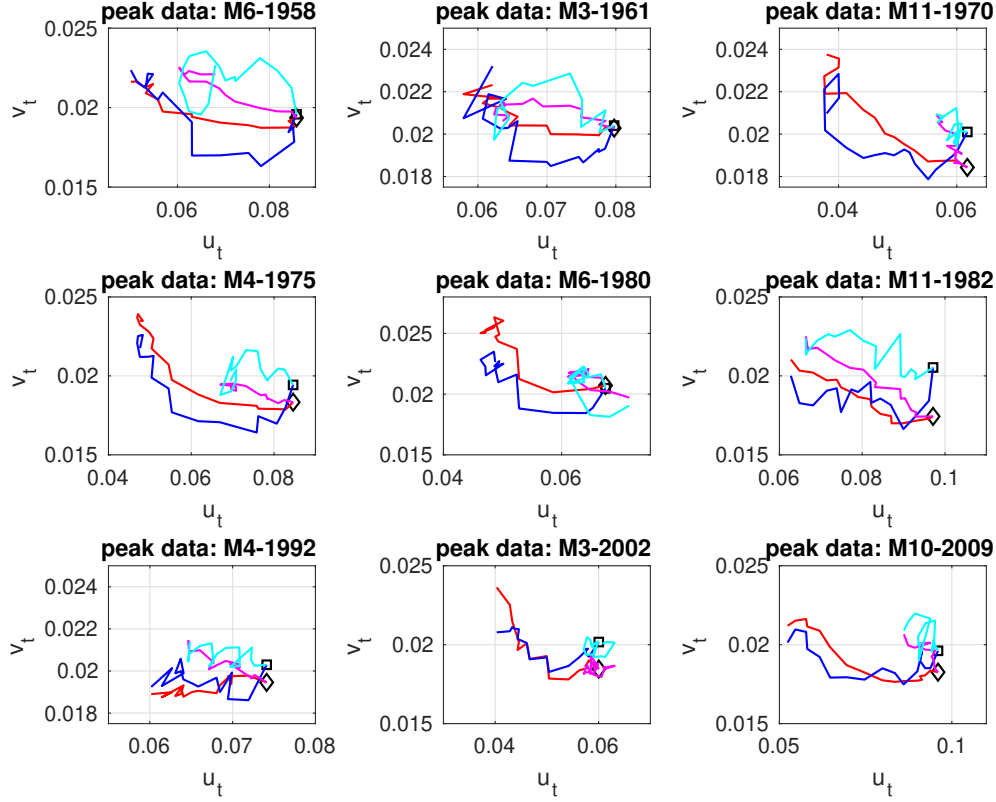 peak data: M6-1958 peak data: M3-1961 peak data: M11-1970
0.025 0.025 0.025
0.022 0.022
v_t 0.02 v_t 0.02 v_t 0.02
0.015 0.018 0.018
0.06 0.08 0.06 0.07 0.08 0.04 0.06
u_t u_t u_t
peak data: M4-1975 peak data: M6-1980 peak data: M11-1982
0.025 0.025 0.025
v_t 0.02 v_t 0.02 v_t 0.02
0.015 0.015 0.015
0.04 0.06 0.08 0.04 0.06 0.06 0.08 0.1
u_t u_t u_t
peak data: M4-1992 peak data: M3-2002 peak data: M10-2009
0.025 0.025 0.025
0.022
v_t 0.02 v_t 0.02 v_t 0.02
0.018 0.015 0.015
0.06 0.07 0.08 0.04 0.06 0.05 0.1
u_t u_t u_t